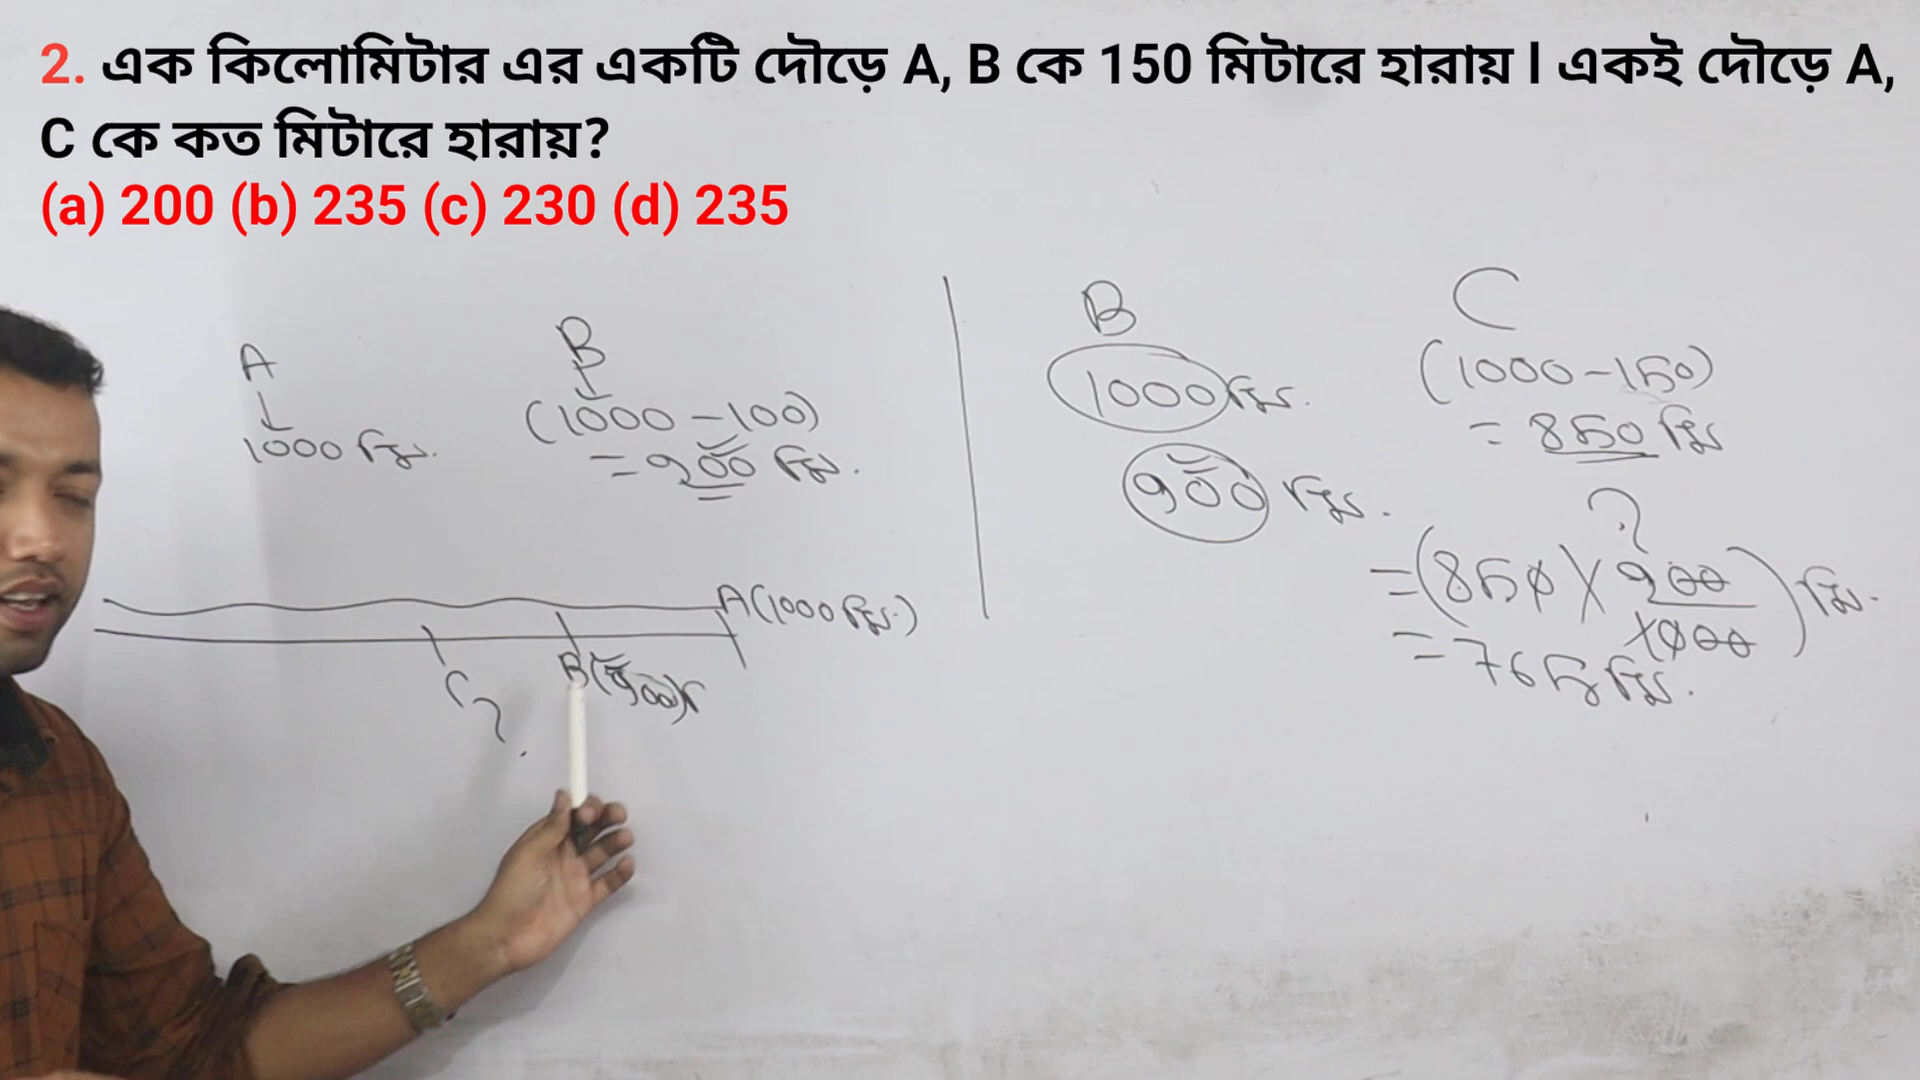 2. এক কিলোমিটার এর একটি দৌড়ে A, B কে 150 মিটারে হারায় l একই দৌড়ে A,
C কে কত মিটারে হারায়?
(a) 200 (b) 235 (c) 230 (d) 235
A
↓
1000 মি.
B
↓
(1000 - 100)
= 900 মি.
A (1000 মি.)
C ?
B (900)
B
1000 মি.
900 মি.
C
(1000 - 150)
= 850 মি
?
= (850 × 900/1000) মি.
= 765 মি.